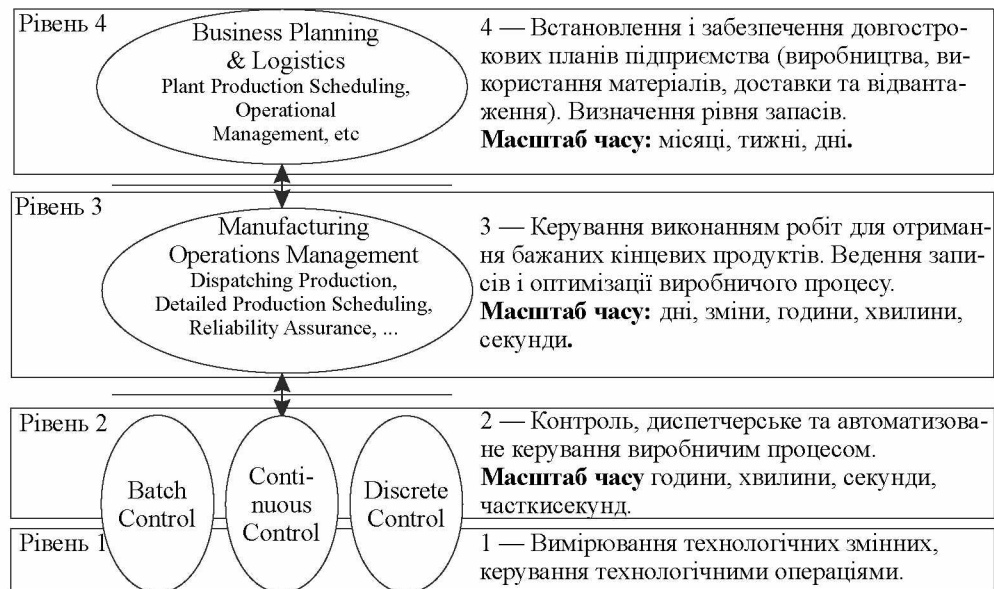 Рівень 4
Business Planning
& Logistics
Plant Production Scheduling,
Operational
Management, etc
4 — Встановлення і забезпечення довгостро-
кових планів підприємства (виробництва, ви-
користання матеріалів, доставки та відванта-
ження). Визначення рівня запасів.
Масштаб часу: місяці, тижні, дні.
Рівень 3
Manufacturing
Operations Management
Dispatching Production,
Detailed Production Scheduling,
Reliability Assurance, ...
3 — Керування виконанням робіт для отриман-
ня бажаних кінцевих продуктів. Ведення запи-
сів і оптимізації виробничого процесу.
Масштаб часу: дні, зміни, години, хвилини,
секунди.
Рівень 2
Batch
Control
Conti-
nuous
Control
Discrete
Control
2 — Контроль, диспетчерське та автоматизова-
не керування виробничим процесом.
Масштаб часу години, хвилини, секунди,
часткисекунд.
Рівень 1
1 — Вимірювання технологічних змінних,
керування технологічними операціями.